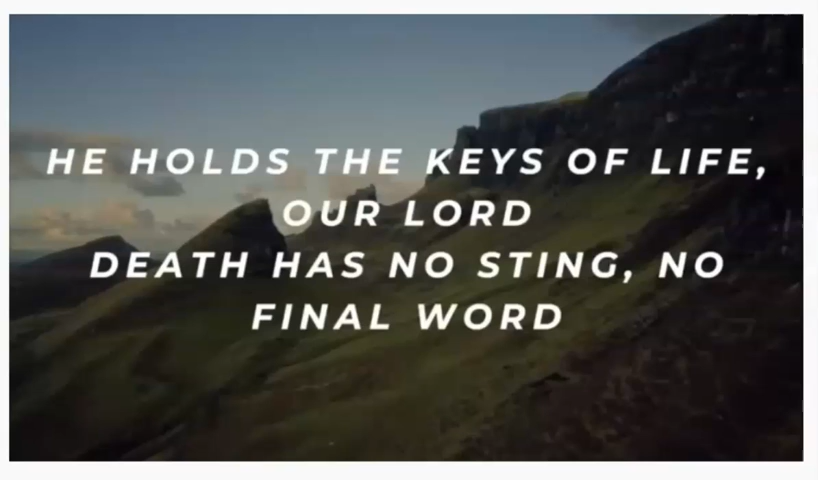 HE HOLDS THE KEYS OF LIFE,
OUR LORD
DEATH HAS NO STING, NO
FINAL WORD